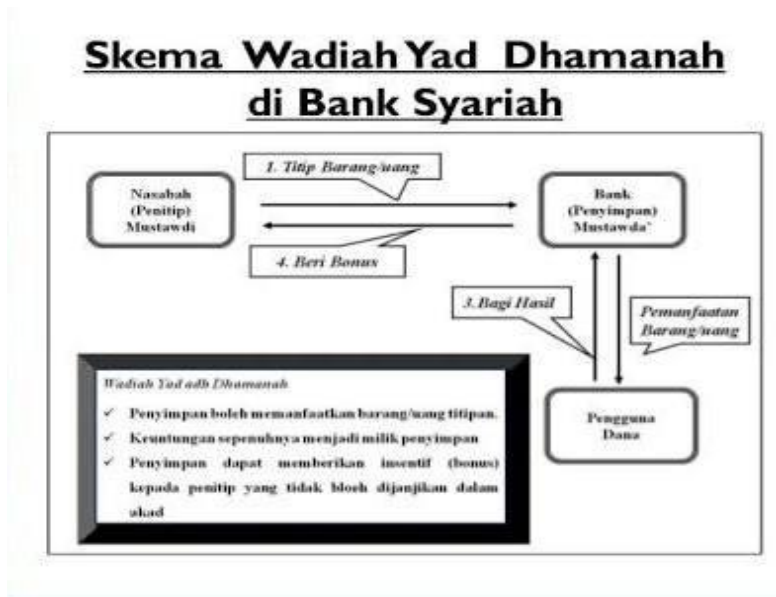 Skema Wadiah Yad Dhamanah
di Bank Syariah
1. Titip Barang/uang
Nasabah
(Penitip)
Mustawdi
Bank
(Penyimpan)
Mustawda`
4. Beri Bonus
3. Bagi Hasil
Pemanfaatan
Barang/uang
Wadiah Yad adh Dhamanah
✓ Penyimpan boleh memanfaatkan barang/uang titipan.
✓ Keuntungan sepenuhnya menjadi milik penyimpan
✓ Penyimpan dapat memberikan insentif (bonus)
kepada penitip yang tidak bloeh dijanjikan dalam
akad
Pengguna
Dana